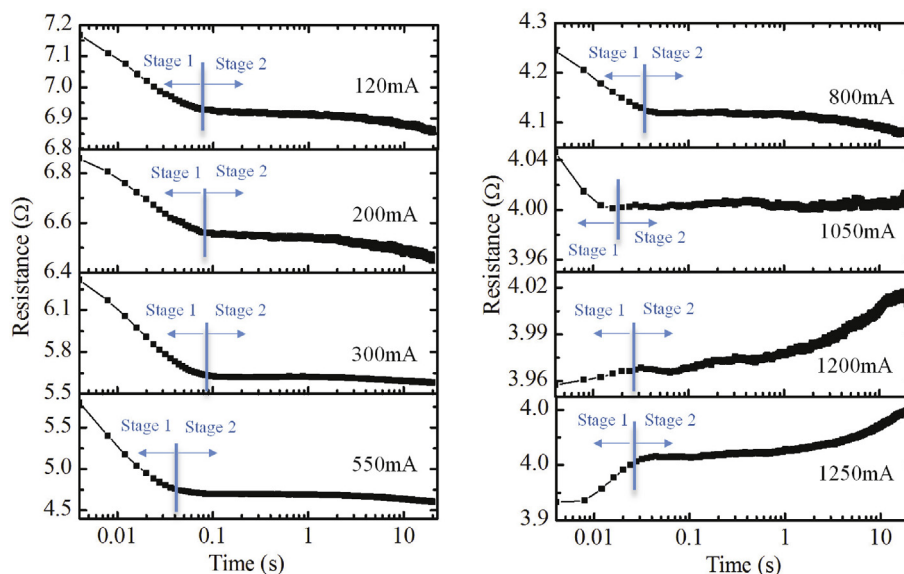 7.2
7.1
7.0
6.9
6.8
Stage 1 Stage 2
120mA
6.8
6.6
6.4
Stage 1 Stage 2
200mA
6.1
5.8
5.5
Stage 1 Stage 2
300mA
5.5
5.0
4.5
Stage 1 Stage 2
550mA
Resistance (Ω)
0.01 0.1 1 10
Time (s)
4.3
4.2
4.1
Stage 1 Stage 2
800mA
4.04
4.00
3.96
Stage 1 Stage 2
1050mA
4.02
3.99
3.96
Stage 1 Stage 2
1200mA
4.0
4.0
3.9
Stage 1 Stage 2
1250mA
Resistance (Ω)
0.01 0.1 1 10
Time (s)